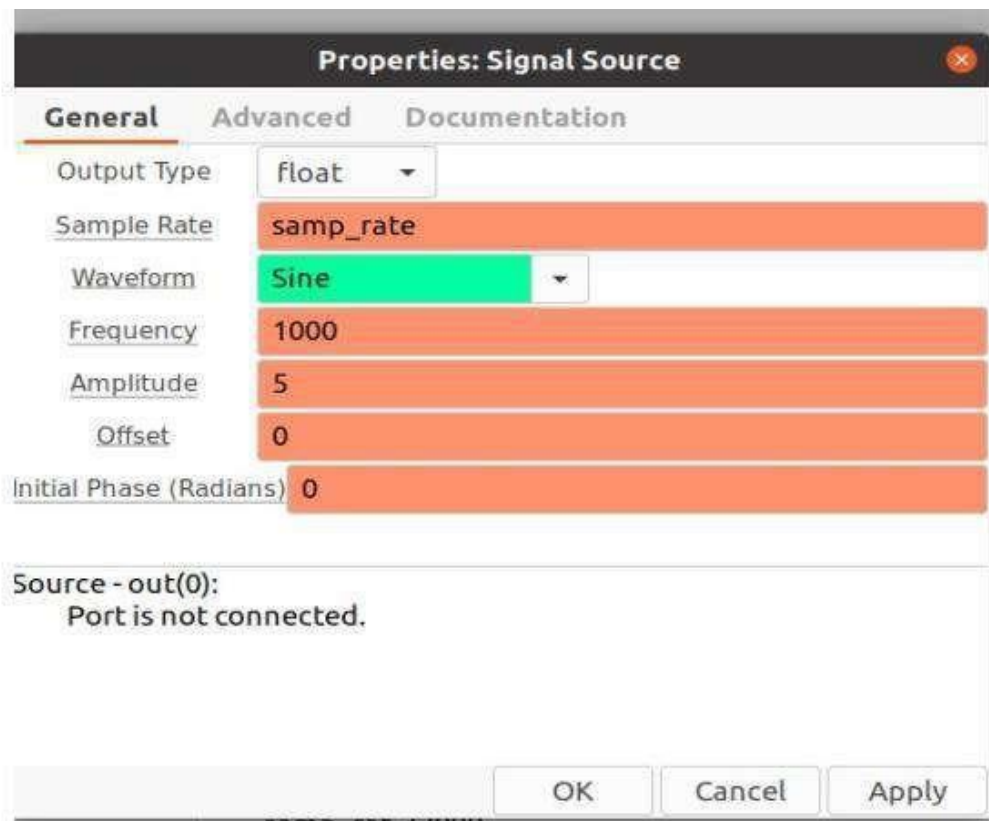 Properties: Signal Source
General Advanced Documentation
Output Type float
Sample Rate samp_rate
Waveform Sine
Frequency 1000
Amplitude 5
Offset 0
Initial Phase (Radians) 0
Source - out(0):
Port is not connected.
OK Cancel Apply